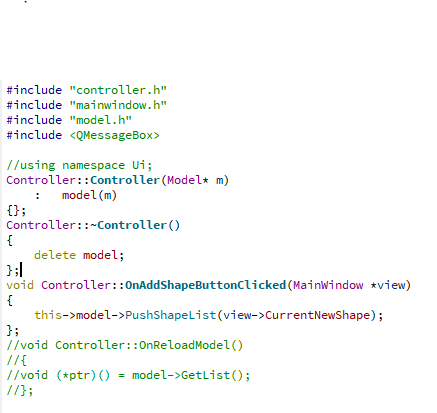 #include "controller.h"
#include "mainwindow.h"
#include "model.h"
#include <QMessageBox>

//using namespace Ui;
Controller::Controller(Model* m)
    :   model(m)
{};
Controller::~Controller()
{
    delete model;
};
void Controller::OnAddShapeButtonClicked(MainWindow *view)
{
    this->model->PushShapeList(view->CurrentNewShape);
};
//void Controller::OnReloadModel()
//{
//void (*ptr)() = model->GetList();
//};